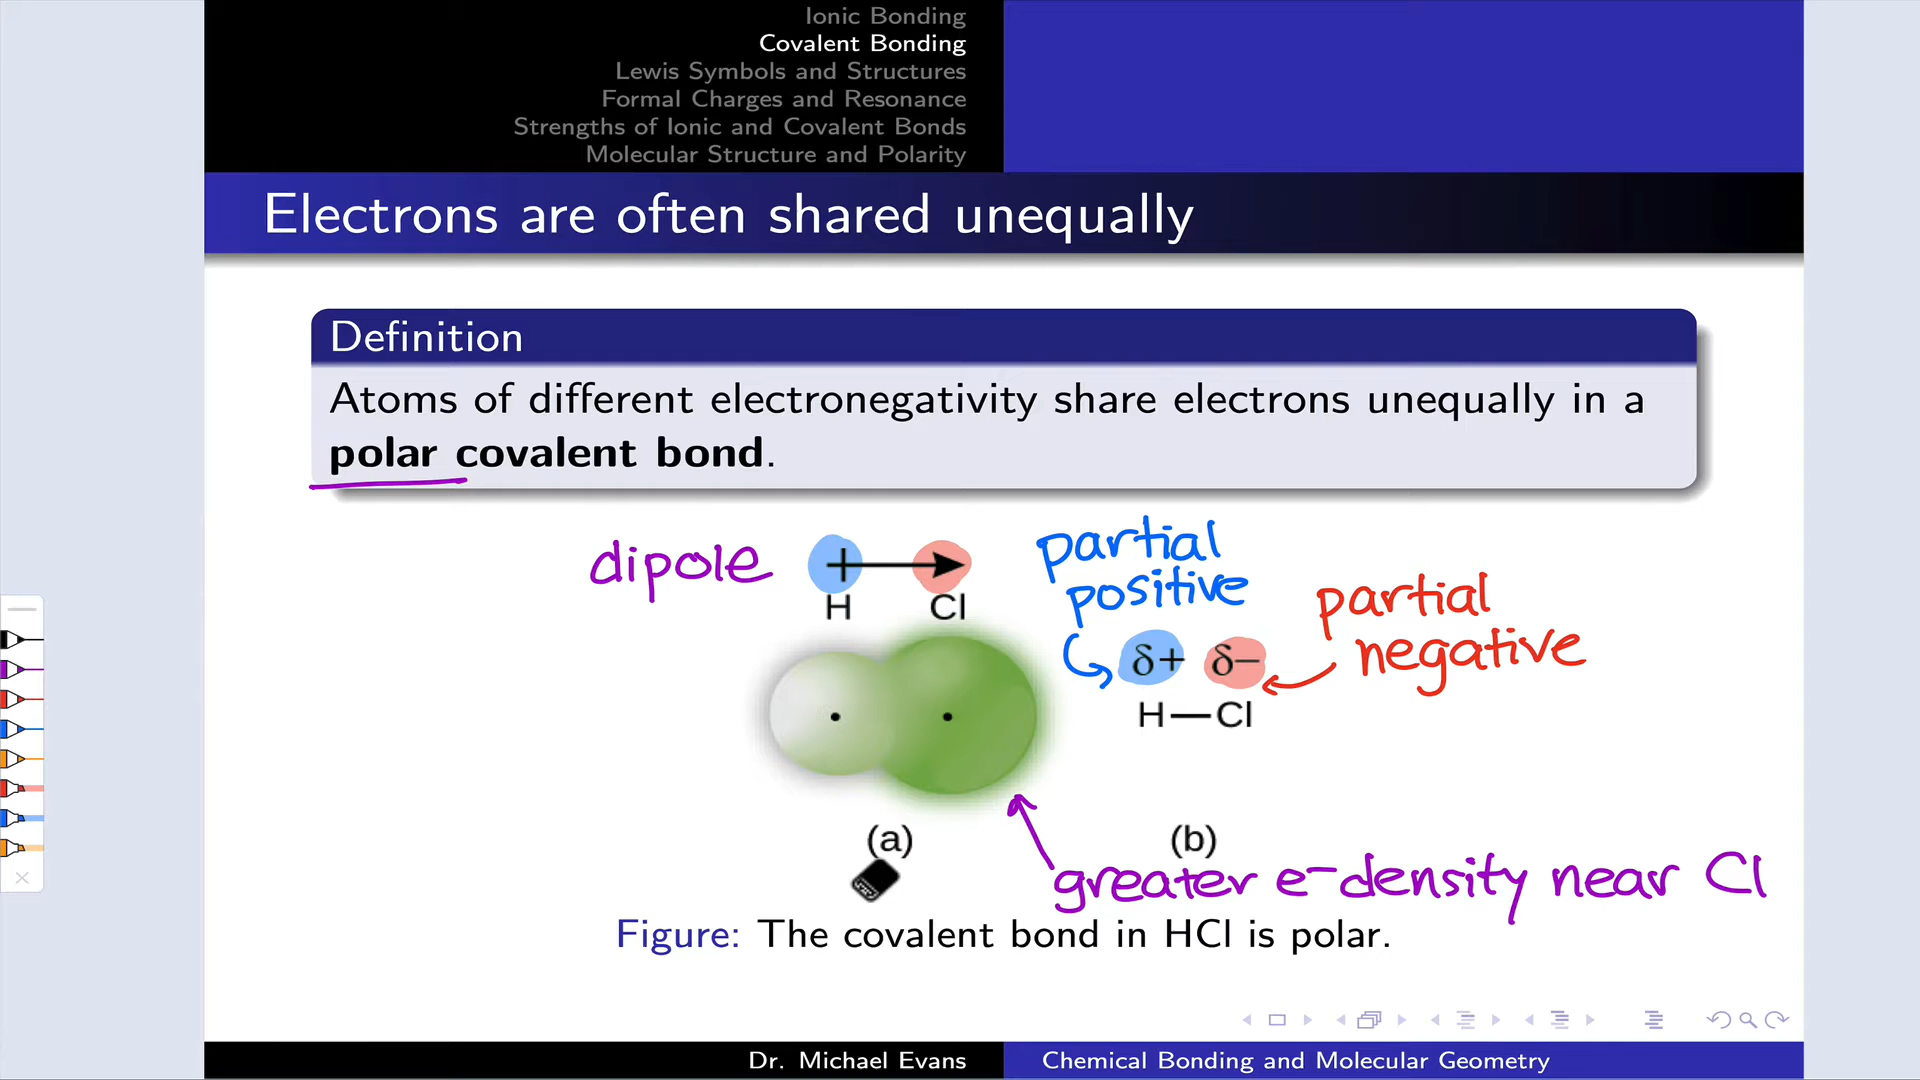 Ionic Bonding
Covalent Bonding
Lewis Symbols and Structures
Formal Charges and Resonance
Strengths of Ionic and Covalent Bonds
Molecular Structure and Polarity
Electrons are often shared unequally
Definition
Atoms of different electronegativity share electrons unequally in a
polar covalent bond.
dipole
H Cl
partial
positive
partial
negative
δ+ δ−
H—Cl
(a)
(b)
greater e⁻density near Cl
Figure: The covalent bond in HCl is polar.
Dr. Michael Evans
Chemical Bonding and Molecular Geometry